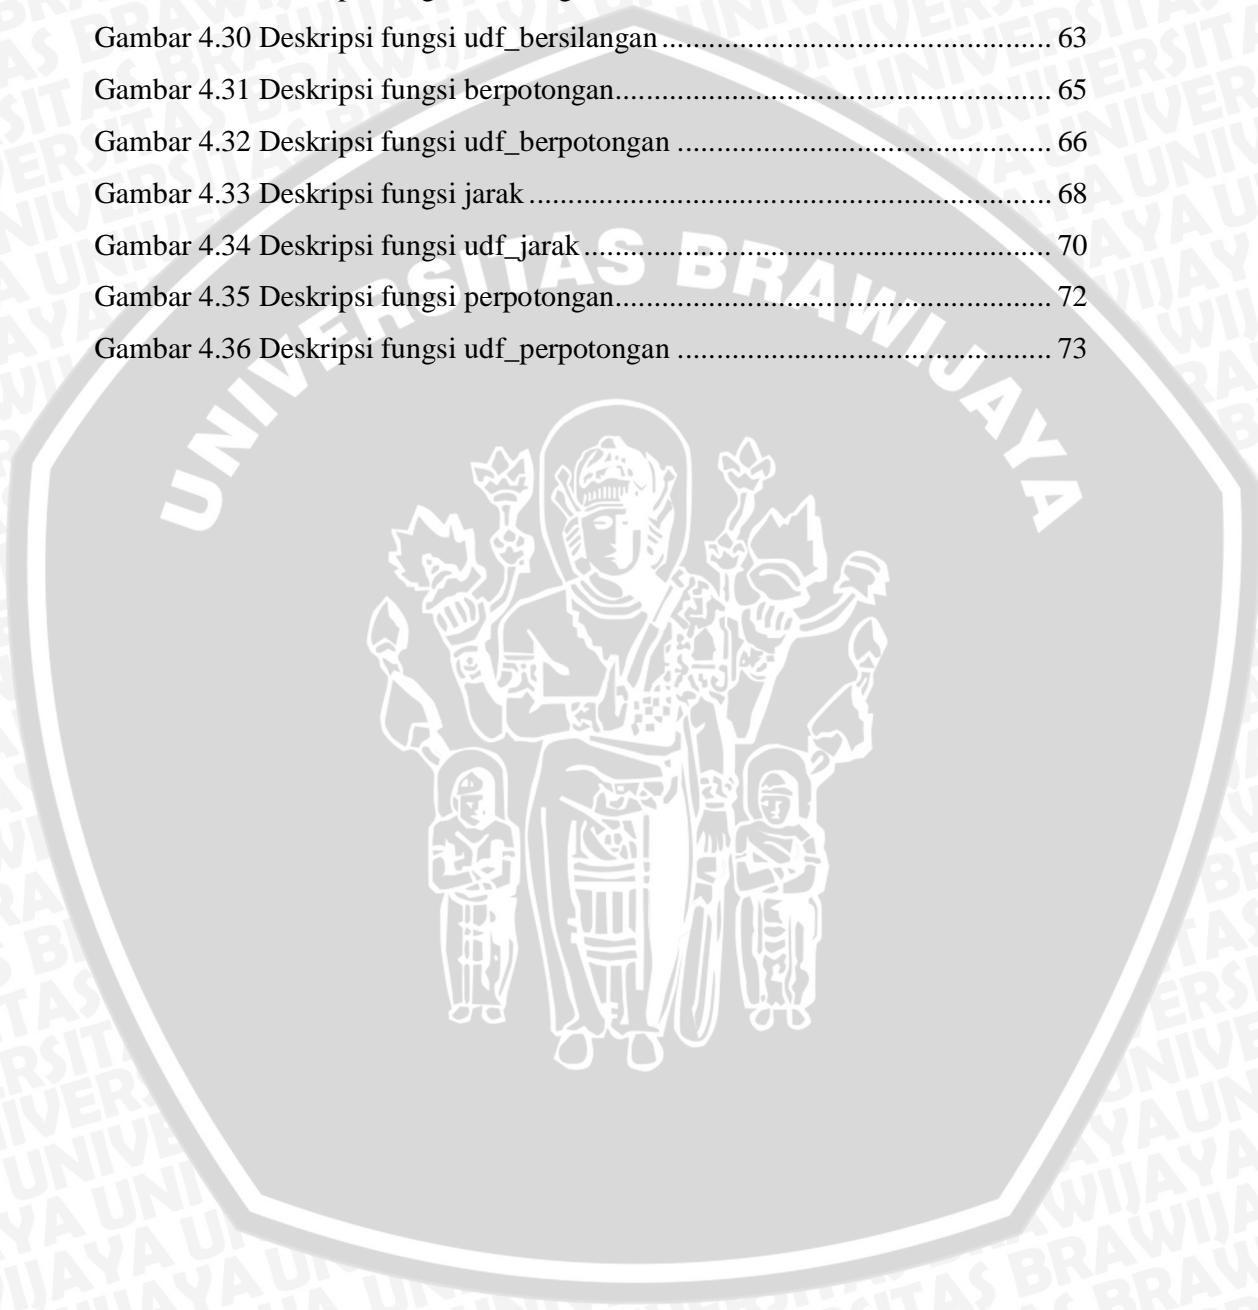 Gambar 4.30 Deskripsi fungsi udf_bersilangan.................................................. 63
Gambar 4.31 Deskripsi fungsi berpotongan........................................................ 65
Gambar 4.32 Deskripsi fungsi udf_berpotongan ................................................ 66
Gambar 4.33 Deskripsi fungsi jarak ................................................................... 68
Gambar 4.34 Deskripsi fungsi udf_jarak ............................................................ 70
Gambar 4.35 Deskripsi fungsi perpotongan........................................................ 72
Gambar 4.36 Deskripsi fungsi udf_perpotongan ................................................ 73
UNIVERSITAS BRAWIJAYA